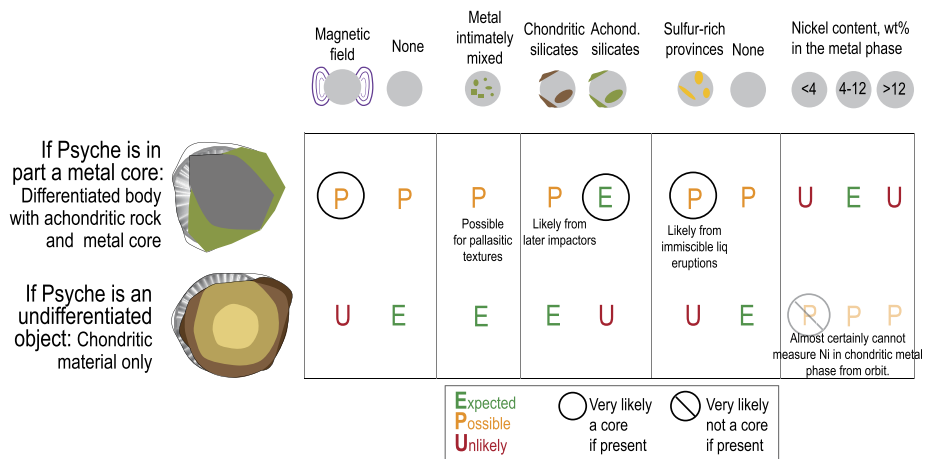 Magnetic
field
None
Metal
intimately
mixed
Chondritic
silicates
Achond.
silicates
Sulfur-rich
provinces
None
Nickel content, wt%
in the metal phase
<4 4-12 >12
If Psyche is in
part a metal core:
Differentiated body
with achondritic rock
and metal core
P P P P E P P U E U
Possible
for pallasitic
textures
Likely from
later impactors
Likely from
immiscible liq
eruptions
If Psyche is an
undifferentiated
object: Chondritic
material only
U E E E U U E P P P
Almost certainly cannot
measure Ni in chondritic metal
phase from orbit.
Expected
Possible
Unlikely
Very likely
a core
if present
Very likely
not a core
if present